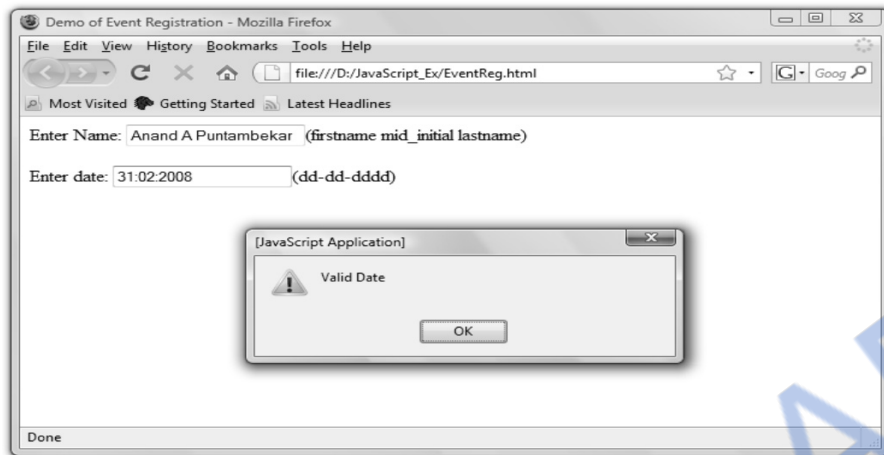 Demo of Event Registration - Mozilla Firefox
File Edit View History Bookmarks Tools Help
file:///D:/JavaScript_Ex/EventReg.html
G Goog
Most Visited Getting Started Latest Headlines
Enter Name: Anand A Puntambekar (firstname mid_initial lastname)
Enter date: 31:02:2008 (dd-dd-dddd)
[JavaScript Application]
Valid Date
OK
Done